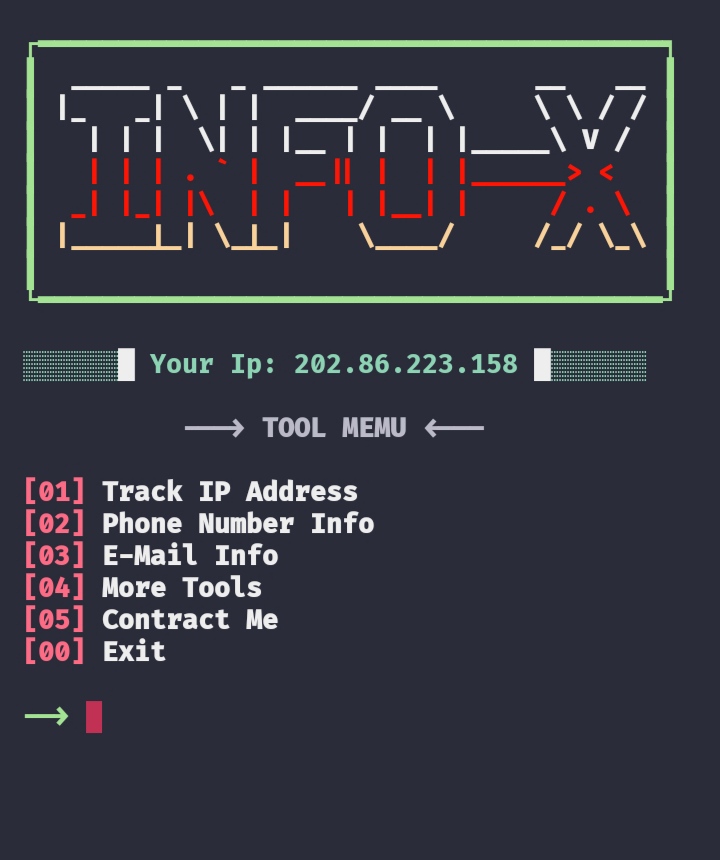 INFO-X
Your Ip: 202.86.223.158
⟶ TOOL MEMU ⟵
[01] Track IP Address
[02] Phone Number Info
[03] E-Mail Info
[04] More Tools
[05] Contract Me
[00] Exit
⟶